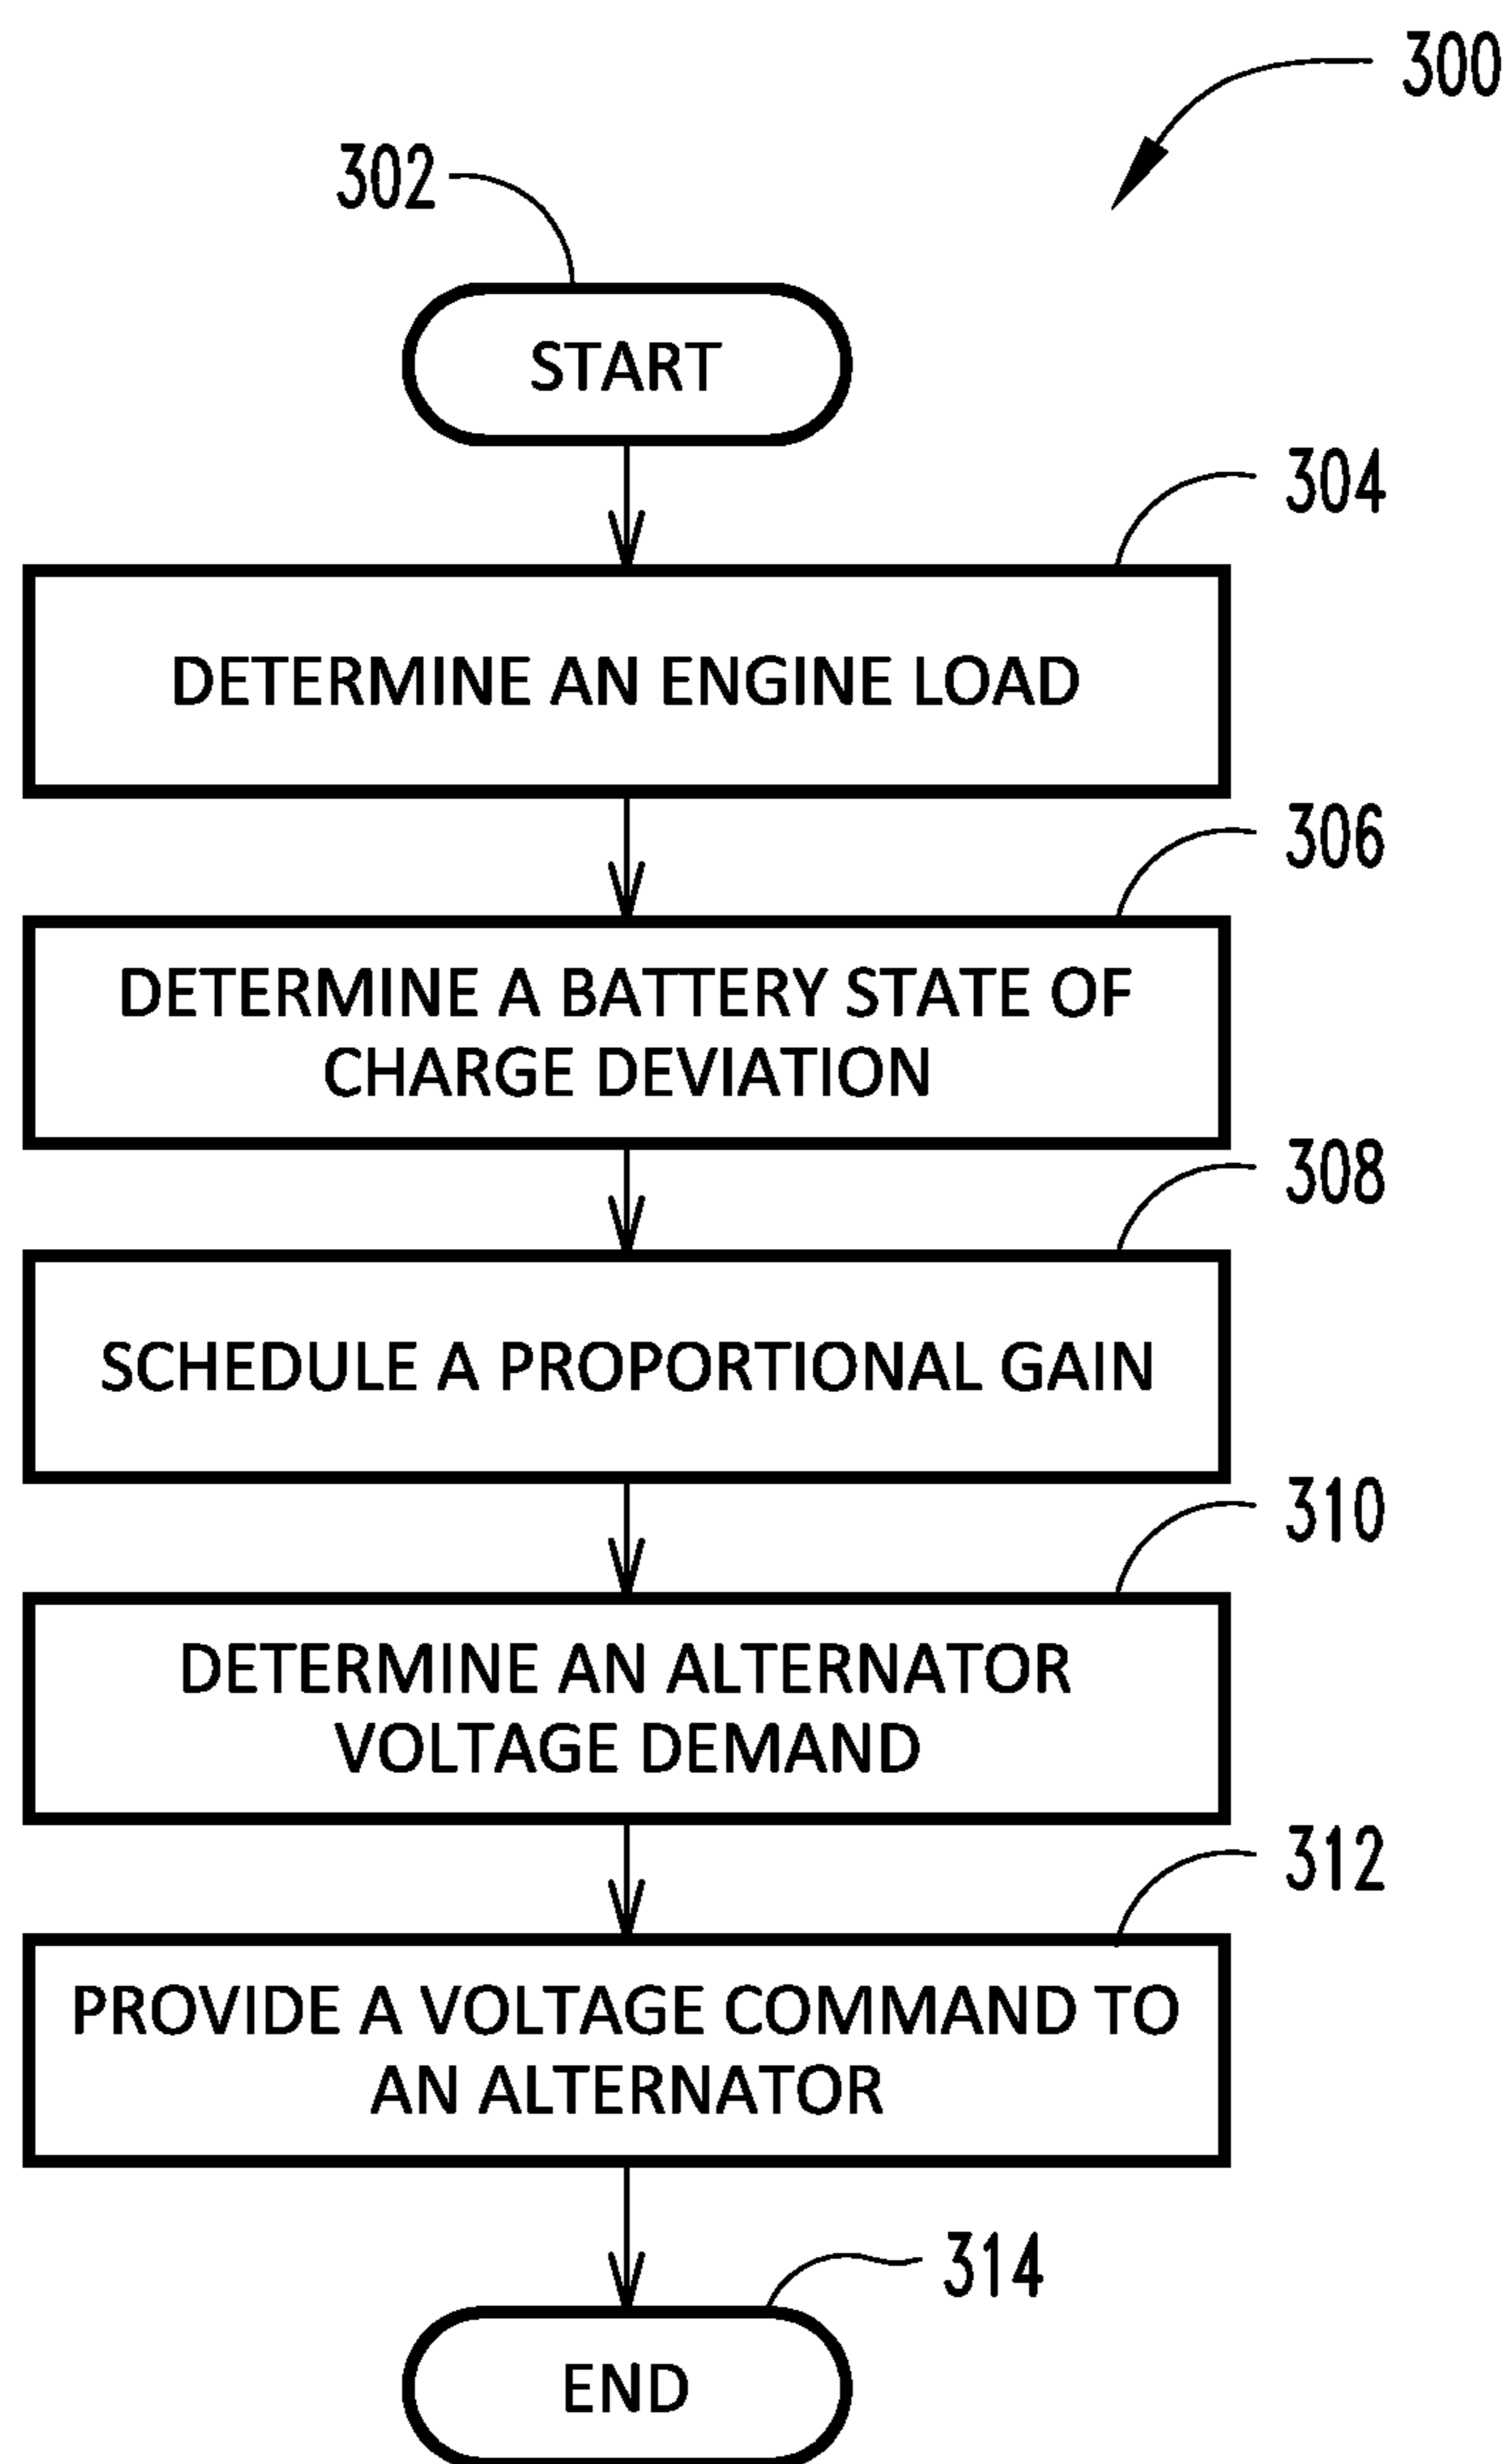 300
302
START
304
DETERMINE AN ENGINE LOAD
306
DETERMINE A BATTERY STATE OF
CHARGE DEVIATION
308
SCHEDULE A PROPORTIONAL GAIN
310
DETERMINE AN ALTERNATOR
VOLTAGE DEMAND
312
PROVIDE A VOLTAGE COMMAND TO
AN ALTERNATOR
314
END